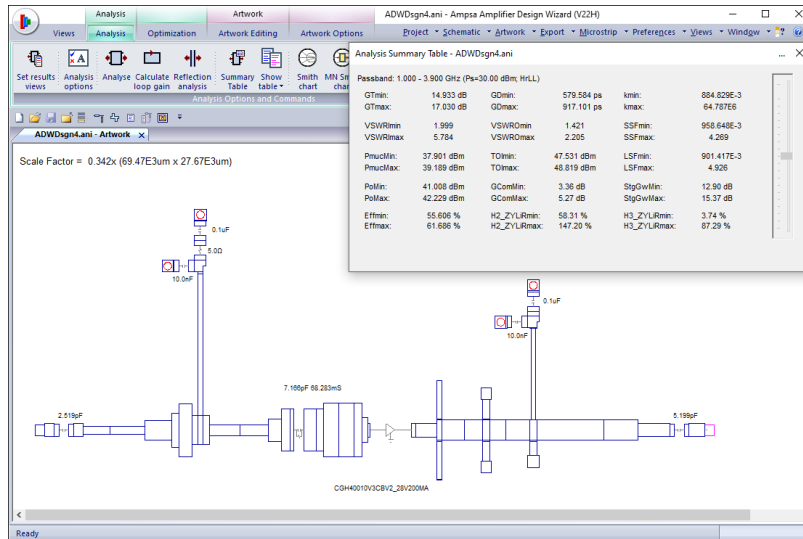 Analysis Artwork ADWDsgn4.ani - Ampsa Amplifier Design Wizard (V22H)
Views Analysis Optimization Artwork Editing Artwork Options Project Schematic Artwork Export Microstrip Preferences Views Window
Set results views
Analysis options
Analyse
Calculate loop gain
Reflection analysis
Summary Table
Show table
Smith chart
Analysis Options and Commands
Analysis Summary Table - ADWDsgn4.ani
Passband: 1.000 - 3.900 GHz (Ps=30.00 dBm; HrLL)
GTmin: 14.933 dB GDmin: 579.584 ps kmin: 884.829E-3
GTmax: 17.030 dB GDmax: 917.101 ps kmax: 64.787E6
VSWRImin 1.999 VSWROmin 1.421 SSFmin: 958.648E-3
VSWRImax 5.784 VSWROmax 2.205 SSFmax: 4.269
PmucMin: 37.901 dBm TOImin: 47.531 dBm LSFmin: 901.417E-3
PmucMax: 39.189 dBm TOImax: 48.819 dBm LSFmax: 4.926
PoMin: 41.008 dBm GComMin: 3.36 dB StgGwMin: 12.90 dB
PoMax: 42.229 dBm GComMax: 5.27 dB StgGwMax: 15.37 dB
Effmin: 55.606 % H2_ZYLiRmin: 58.31 % H3_ZYLiRmin: 3.74 %
Effmax: 61.686 % H2_ZYLiRmax: 147.20 % H3_ZYLiRmax: 87.29 %
ADWDsgn4.ani - Artwork
Scale Factor = 0.342x (69.47E3um x 27.67E3um)
0.1uF
5.0Ω
10.0nF
0.1uF
10.0nF
7.166pF 68.283mS
2.519pF
5.199pF
CGH40010V3CBV2_28V200MA
Ready